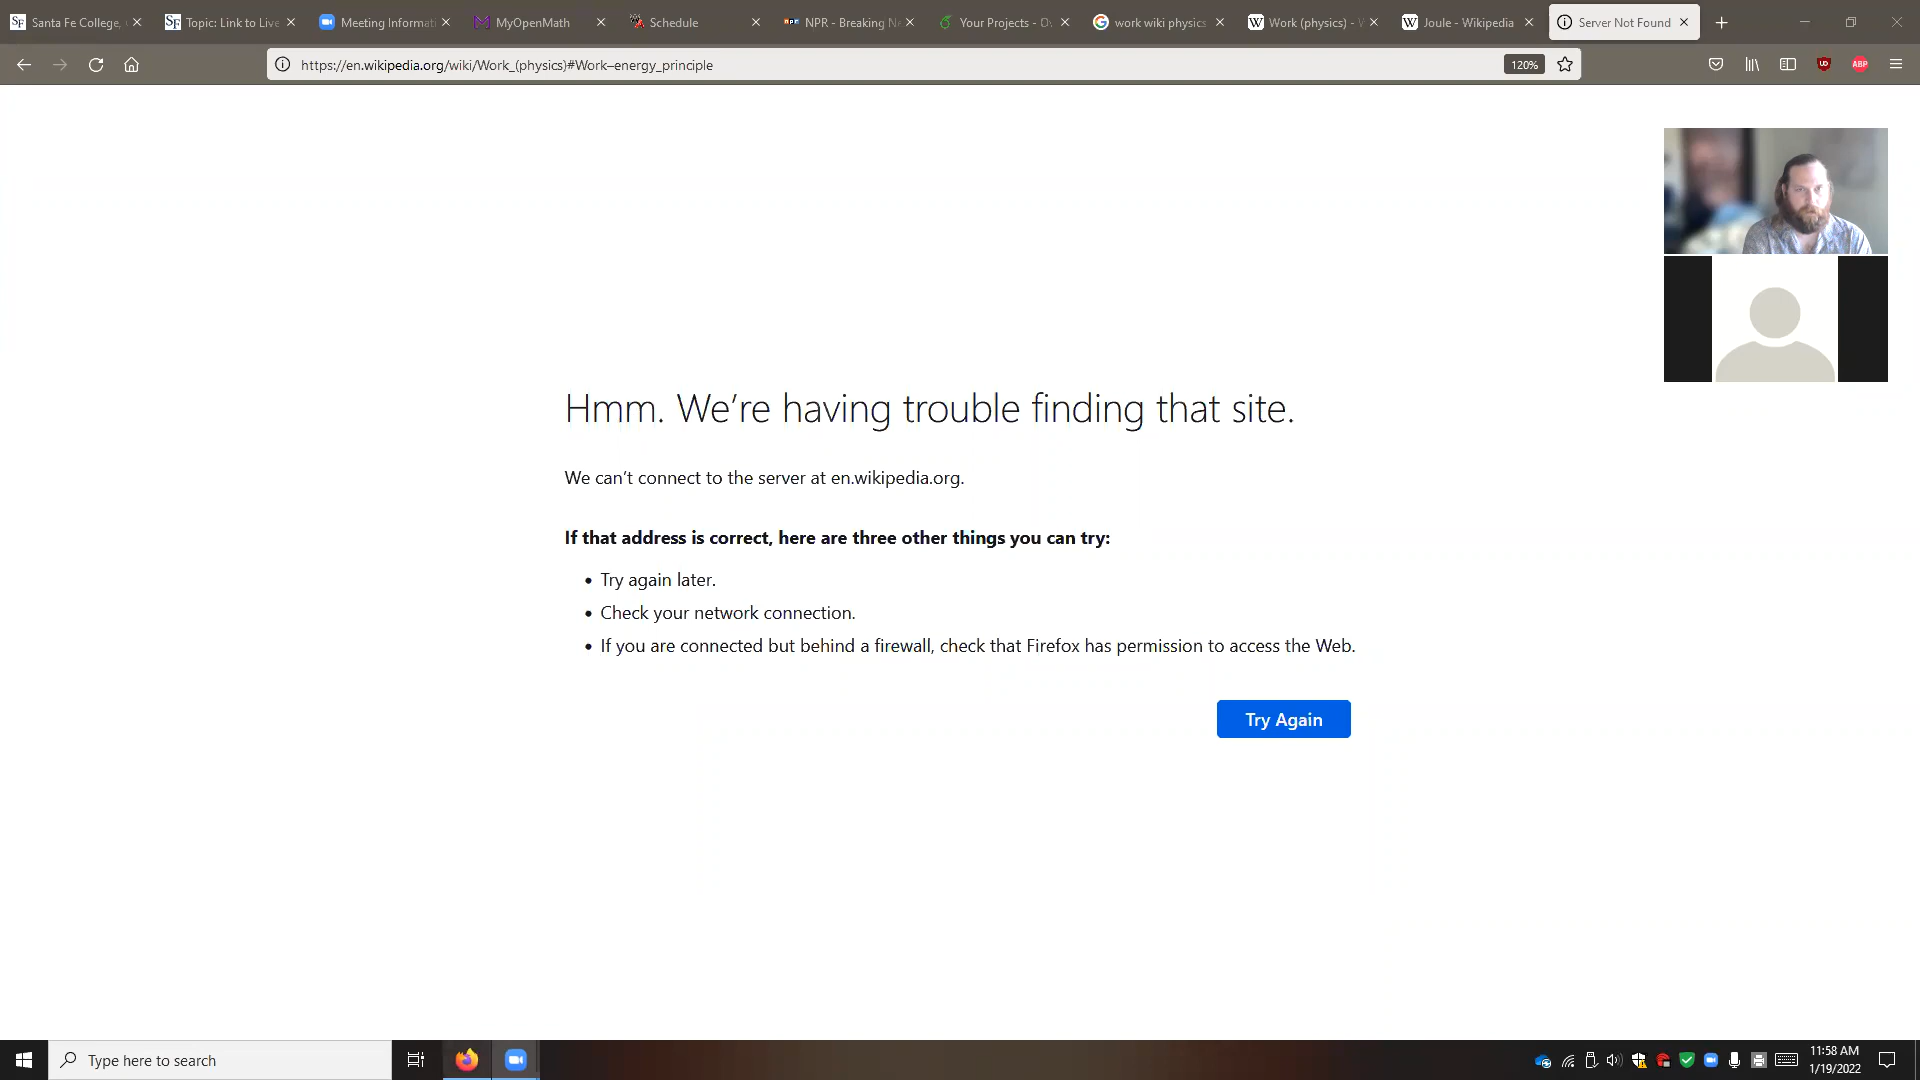 Santa Fe College,
Topic: Link to Live
Meeting Informati
MyOpenMath
Schedule
NPR - Breaking Ne
Your Projects - Ov
work wiki physics
Work (physics) - W
Joule - Wikipedia
Server Not Found
https://en.wikipedia.org/wiki/Work_(physics)#Work–energy_principle
120%
ABP
Hmm. We’re having trouble finding that site.
We can’t connect to the server at en.wikipedia.org.
If that address is correct, here are three other things you can try:
• Try again later.
• Check your network connection.
• If you are connected but behind a firewall, check that Firefox has permission to access the Web.
Try Again
Type here to search
11:58 AM
1/19/2022